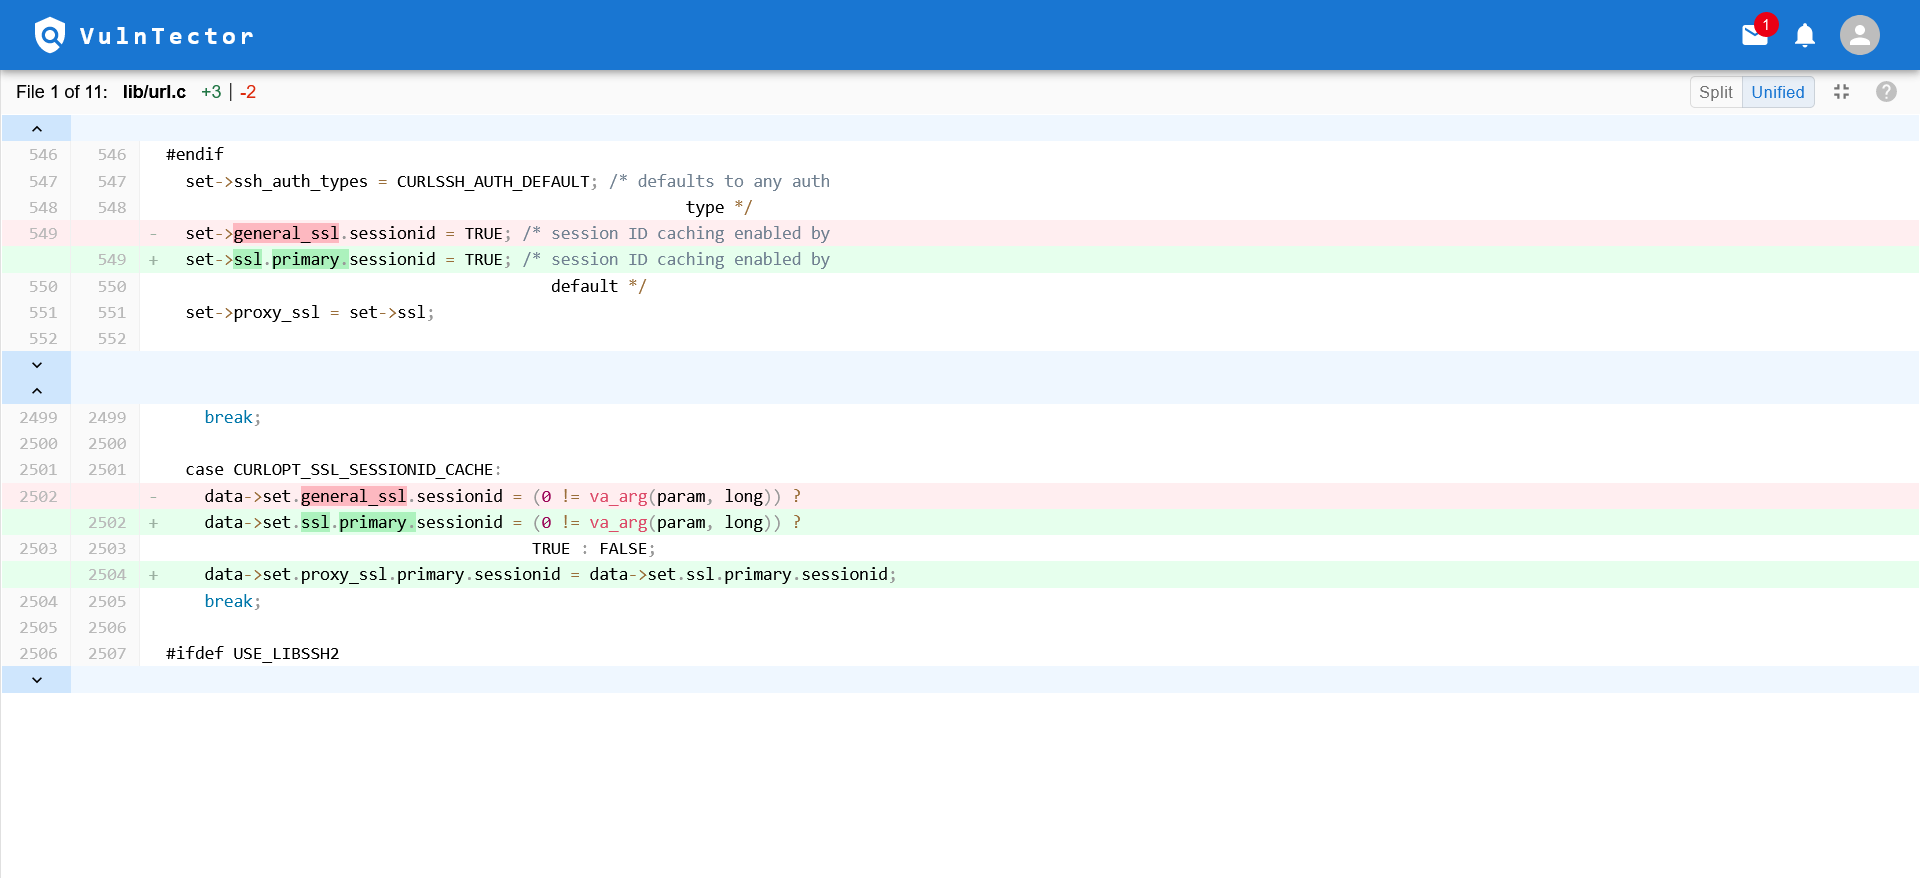 VulnTector
1
File 1 of 11: lib/url.c +3 | -2
Split Unified
?
546 546 #endif
547 547 set->ssh_auth_types = CURLSSH_AUTH_DEFAULT; /* defaults to any auth
548 548 type */
549 - set->general_ssl.sessionid = TRUE; /* session ID caching enabled by
549 + set->ssl.primary.sessionid = TRUE; /* session ID caching enabled by
550 550 default */
551 551 set->proxy_ssl = set->ssl;
552 552
2499 2499 break;
2500 2500
2501 2501 case CURLOPT_SSL_SESSIONID_CACHE:
2502 - data->set.general_ssl.sessionid = (0 != va_arg(param, long)) ?
2502 + data->set.ssl.primary.sessionid = (0 != va_arg(param, long)) ?
2503 2503 TRUE : FALSE;
2504 + data->set.proxy_ssl.primary.sessionid = data->set.ssl.primary.sessionid;
2504 2505 break;
2505 2506
2506 2507 #ifdef USE_LIBSSH2